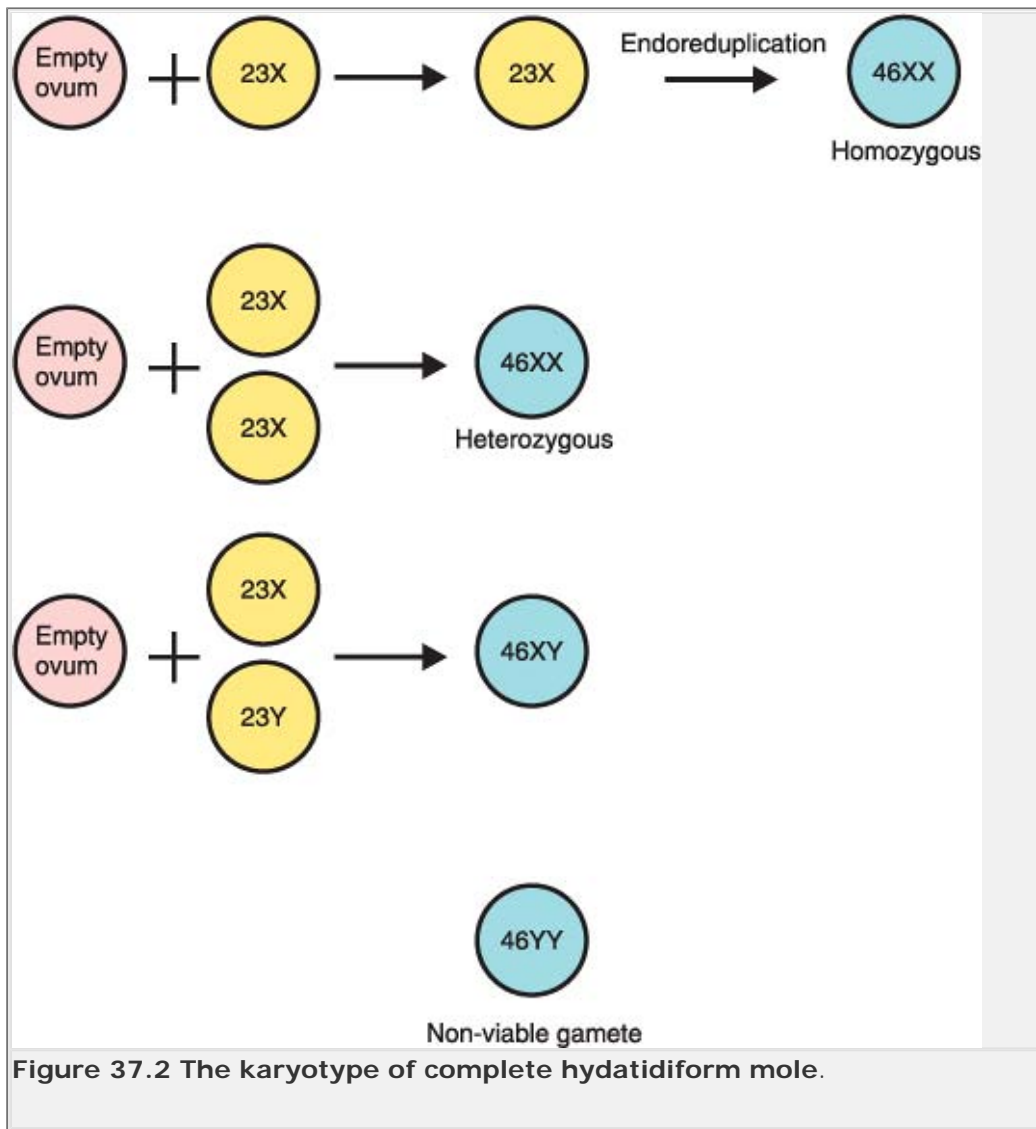 Empty
ovum
23X
23X
Endoreduplication
46XX
Homozygous
Empty
ovum
23X
23X
46XX
Heterozygous
Empty
ovum
23X
23Y
46XY
46YY
Non-viable gamete
Figure 37.2 The karyotype of complete hydatidiform mole.